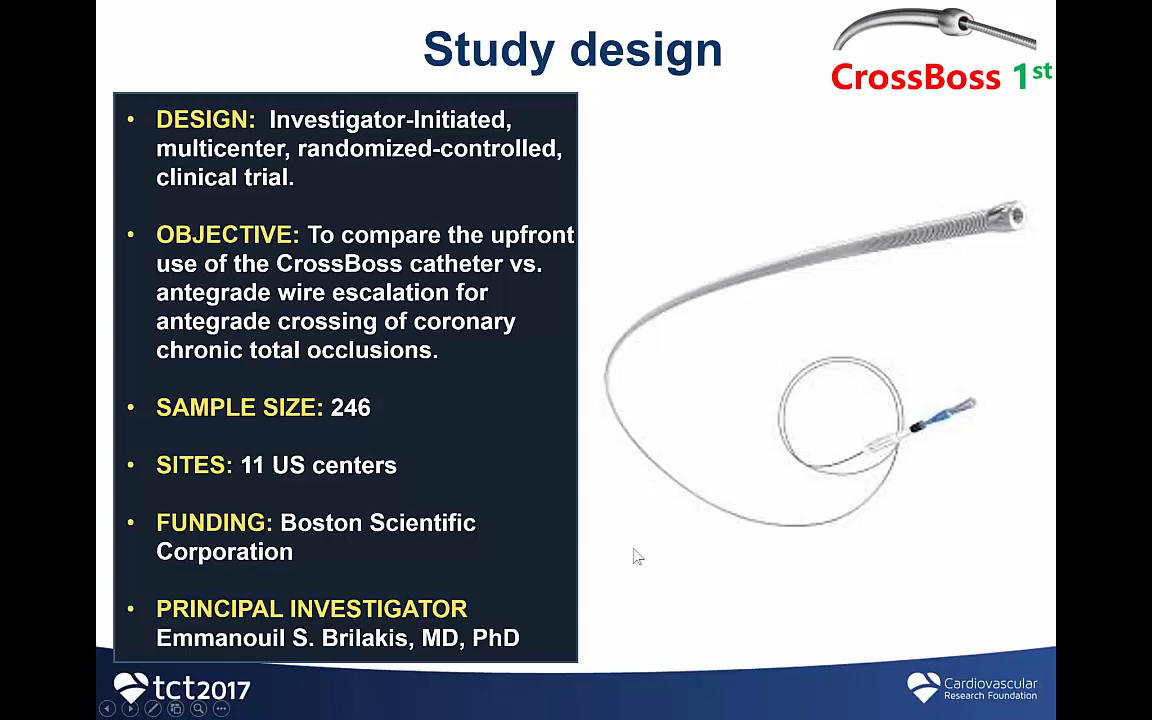 Study design
CrossBoss 1st
• DESIGN: Investigator-Initiated,
multicenter, randomized-controlled,
clinical trial.
• OBJECTIVE: To compare the upfront
use of the CrossBoss catheter vs.
antegrade wire escalation for
antegrade crossing of coronary
chronic total occlusions.
• SAMPLE SIZE: 246
• SITES: 11 US centers
• FUNDING: Boston Scientific
Corporation
• PRINCIPAL INVESTIGATOR
Emmanouil S. Brilakis, MD, PhD
tct2017
Cardiovascular
Research Foundation